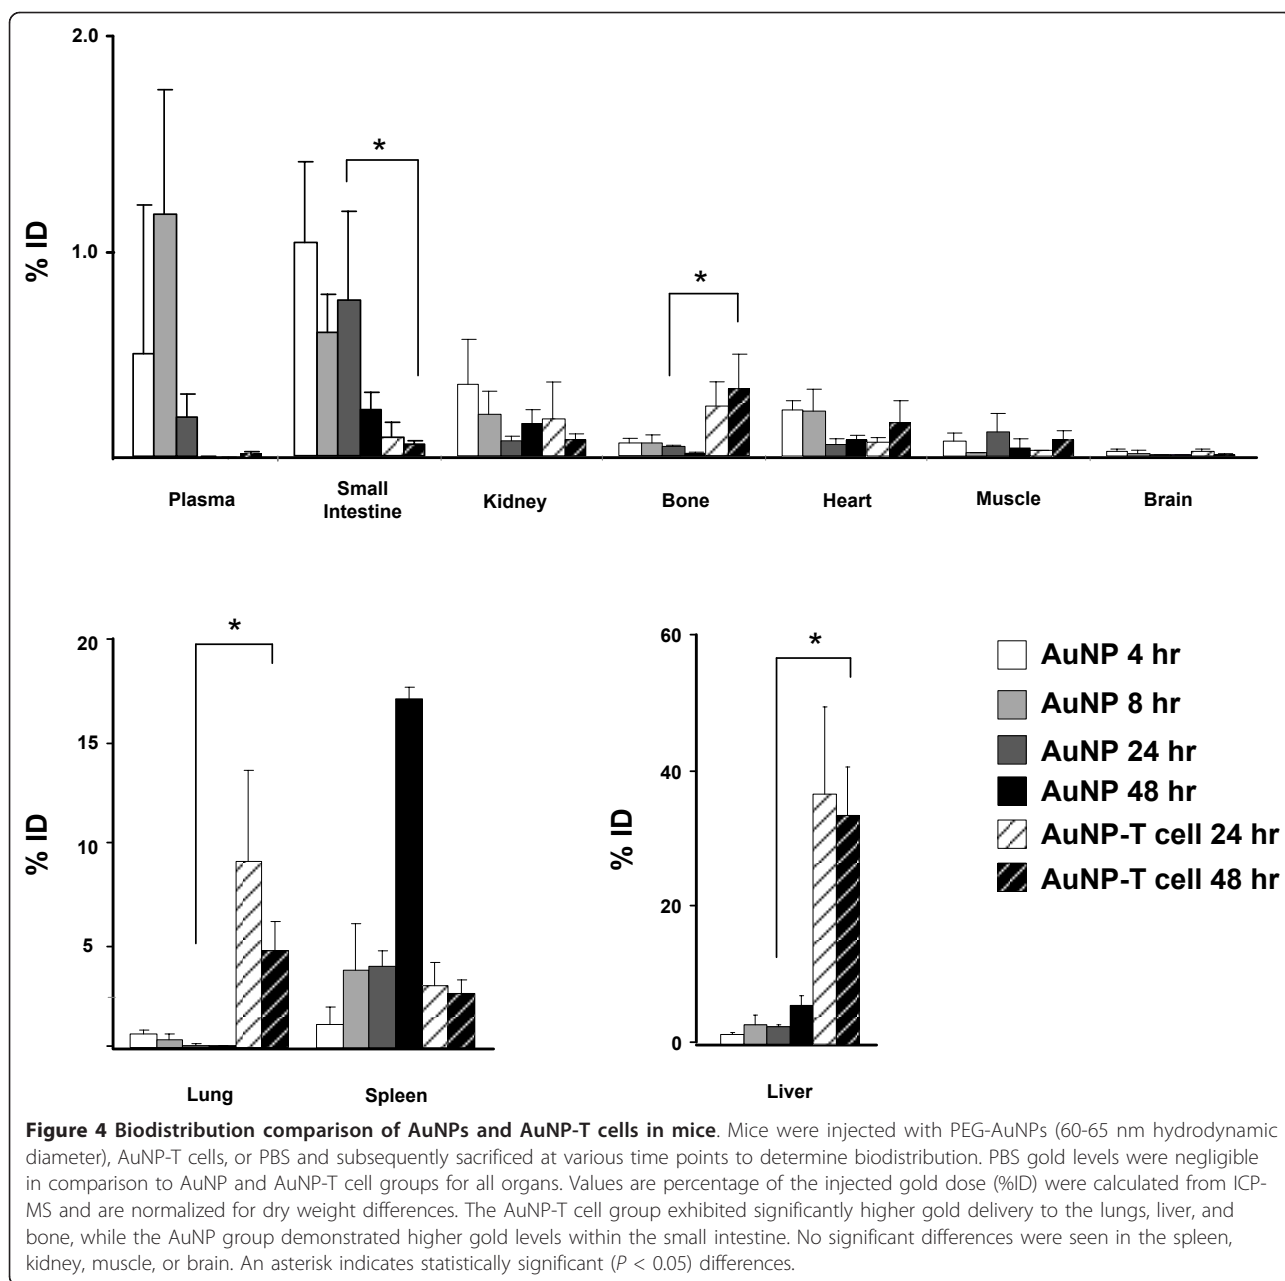 2.0
*
% ID
*
1.0
Plasma
Small
Intestine
Kidney
Bone
Heart
Muscle
Brain
20
*
15
% ID
10
5
Lung
Spleen
60
*
40
% ID
20
0
Liver
AuNP 4 hr
AuNP 8 hr
AuNP 24 hr
AuNP 48 hr
AuNP-T cell 24 hr
AuNP-T cell 48 hr
Figure 4 Biodistribution comparison of AuNPs and AuNP-T cells in mice. Mice were injected with PEG-AuNPs (60-65 nm hydrodynamic
diameter), AuNP-T cells, or PBS and subsequently sacrificed at various time points to determine biodistribution. PBS gold levels were negligible
in comparison to AuNP and AuNP-T cell groups for all organs. Values are percentage of the injected gold dose (%ID) were calculated from ICP-
MS and are normalized for dry weight differences. The AuNP-T cell group exhibited significantly higher gold delivery to the lungs, liver, and
bone, while the AuNP group demonstrated higher gold levels within the small intestine. No significant differences were seen in the spleen,
kidney, muscle, or brain. An asterisk indicates statistically significant (P < 0.05) differences.